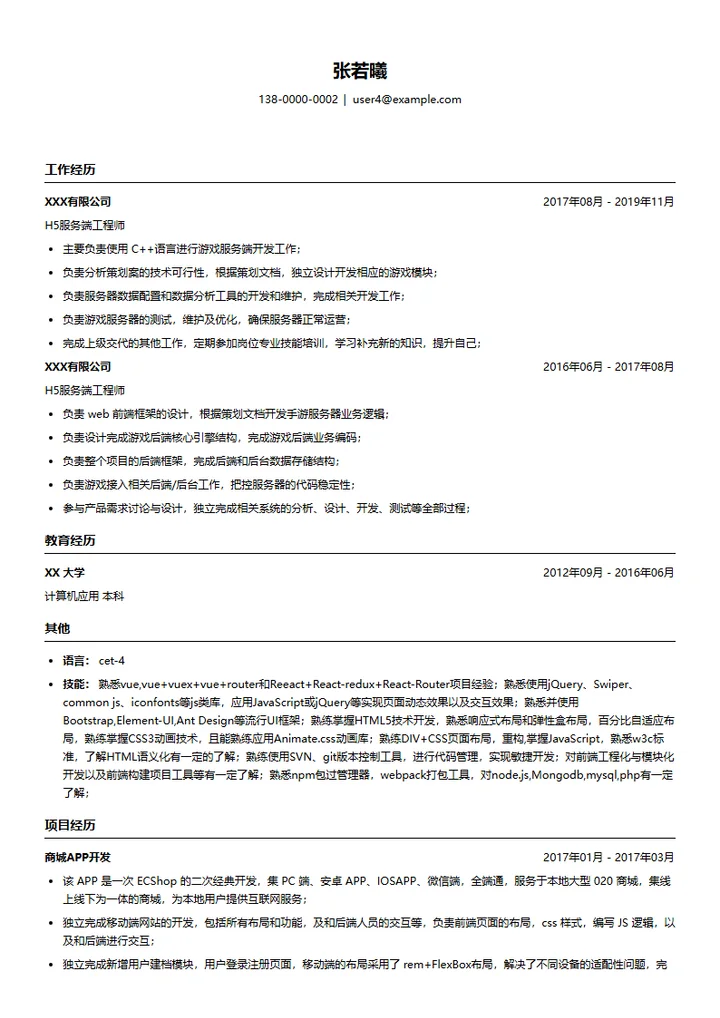 张若曦
138-0000-0002 | user4@example.com
工作经历
XXX有限公司 2017年08月 - 2019年11月
H5服务端工程师
• 主要负责使用 C++语言进行游戏服务端开发工作；
• 负责分析策划案的技术可行性，根据策划文档，独立设计开发相应的游戏模块；
• 负责服务器数据配置和数据分析工具的开发和维护，完成相关开发工作；
• 负责游戏服务器的测试，维护及优化，确保服务器正常运营；
• 完成上级交代的其他工作，定期参加岗位专业技能培训，学习补充新的知识，提升自己；
XXX有限公司 2016年06月 - 2017年08月
H5服务端工程师
• 负责 web 前端框架的设计，根据策划文档开发手游服务器业务逻辑；
• 负责设计完成游戏后端核心引擎结构，完成游戏后端业务编码；
• 负责整个项目的后端框架，完成后端和后台数据存储结构；
• 负责游戏接入相关后端/后台工作，把控服务器的代码稳定性；
• 参与产品需求讨论与设计，独立完成相关系统的分析、设计、开发、测试等全部过程；
教育经历
XX 大学 2012年09月 - 2016年06月
计算机应用 本科
其他
• 语言： cet-4
• 技能： 熟悉vue,vue+vuex+vue+router和Reeact+React-redux+React-Router项目经验；熟悉使用jQuery、Swiper、
common js、iconfonts等js类库，应用JavaScript或jQuery等实现页面动态效果以及交互效果；熟悉并使用
Bootstrap,Element-UI,Ant Design等流行UI框架；熟练掌握HTML5技术开发，熟悉响应式布局和弹性盒布局，百分比自适应布
局，熟练掌握CSS3动画技术，且能熟练应用Animate.css动画库；熟练DIV+CSS页面布局，重构,掌握JavaScript，熟悉w3c标
准，了解HTML语义化有一定的了解；熟练使用SVN、git版本控制工具，进行代码管理，实现敏捷开发；对前端工程化与模块化
开发以及前端构建项目工具等有一定了解；熟悉npm包过管理器，webpack打包工具，对node.js,Mongodb,mysql,php有一定
了解；
项目经历
商城APP开发 2017年01月 - 2017年03月
• 该 APP 是一次 ECShop 的二次经典开发，集 PC 端、安卓 APP、IOSAPP、微信端，全端通，服务于本地大型 020 商城，集线
上线下为一体的商城，为本地用户提供互联网服务；
• 独立完成移动端网站的开发，包括所有布局和功能，及和后端人员的交互等，负责前端页面的布局，css 样式，编写 JS 逻辑，以
及和后端进行交互；
• 独立完成新增用户建档模块，用户登录注册页面，移动端的布局采用了 rem+FlexBox布局，解决了不同设备的适配性问题，完